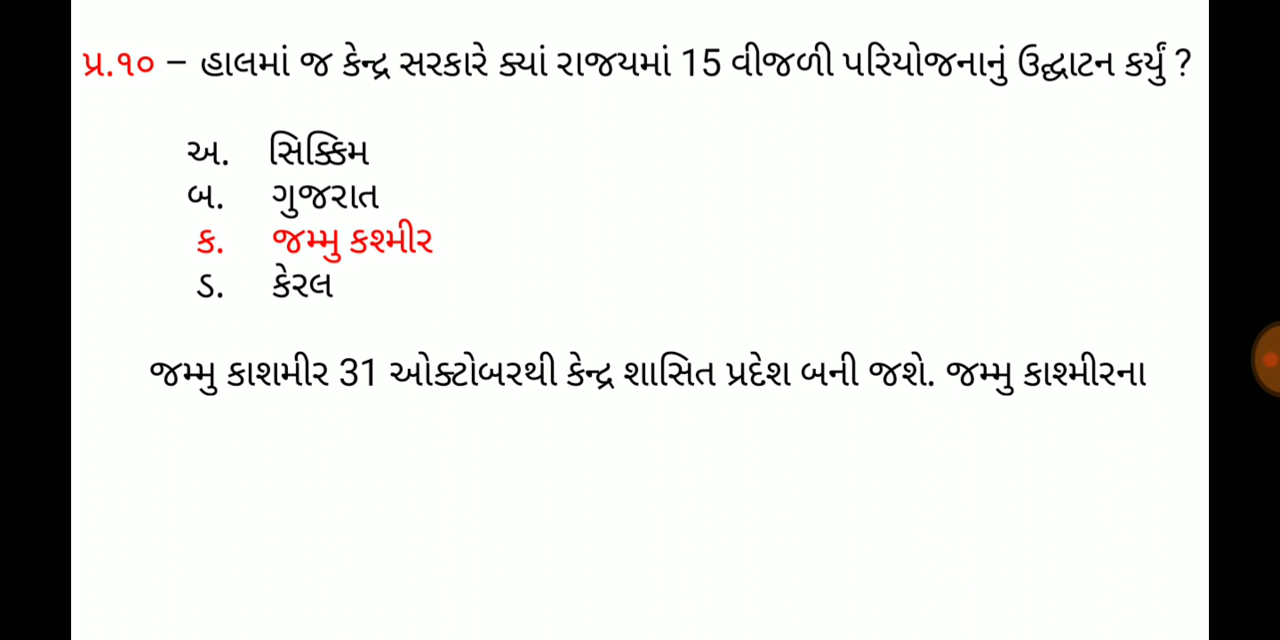 પ્ર.૧૦ – હાલમાં જ કેન્દ્ર સરકારે ક્યાં રાજયમાં 15 વીજળી પરિયોજનાનું ઉદ્ઘાટન કર્યું ?
અ. સિક્કિમ
બ. ગુજરાત
ક. જમ્મુ કશ્મીર
ડ. કેરલ
જમ્મુ કાશમીર 31 ઓક્ટોબરથી કેન્દ્ર શાસિત પ્રદેશ બની જશે. જમ્મુ કાશ્મીરના